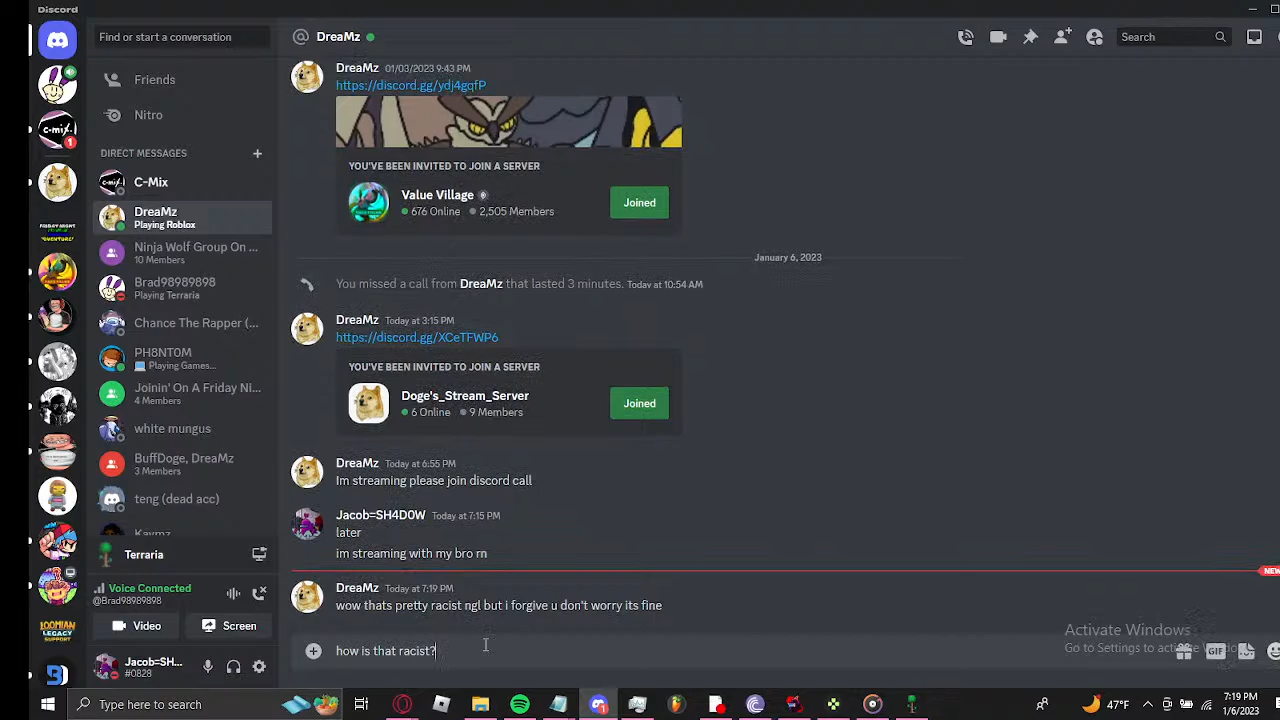 Discord
Find or start a conversation
DreaMz
Search
Friends
Nitro
DIRECT MESSAGES
C-Mix
DreaMz
Playing Roblox
Ninja Wolf Group On ...
10 Members
Brad98989898
Playing Terraria
Chance The Rapper (...
PH8NT0M
Playing Games...
Joinin' On A Friday Ni...
4 Members
white mungus
BuffDoge, DreaMz
3 Members
teng (dead acc)
Kaymz
Terraria
Voice Connected
@Brad98989898
Video
Screen
Jacob=SH...
#0828
C-MIX.
1
LOOMIAN
LEGACY
SUPPORT
DreaMz 01/03/2023 9:43 PM
https://discord.gg/ydj4gqfP
YOU'VE BEEN INVITED TO JOIN A SERVER
Value Village
676 Online 2,505 Members
Joined
January 6, 2023
You missed a call from DreaMz that lasted 3 minutes. Today at 10:54 AM
DreaMz Today at 3:15 PM
https://discord.gg/XCeTFWP6
YOU'VE BEEN INVITED TO JOIN A SERVER
Doge's_Stream_Server
6 Online 9 Members
Joined
DreaMz Today at 6:55 PM
Im streaming please join discord call
Jacob=SH4D0W Today at 7:15 PM
later
im streaming with my bro rn
NEW
DreaMz Today at 7:19 PM
wow thats pretty racist ngl but i forgive u don't worry its fine
how is that racist?
Activate Windows
Go to Settings to activate
GIF
Type here to search
47°F
7:19 PM
1/6/2023